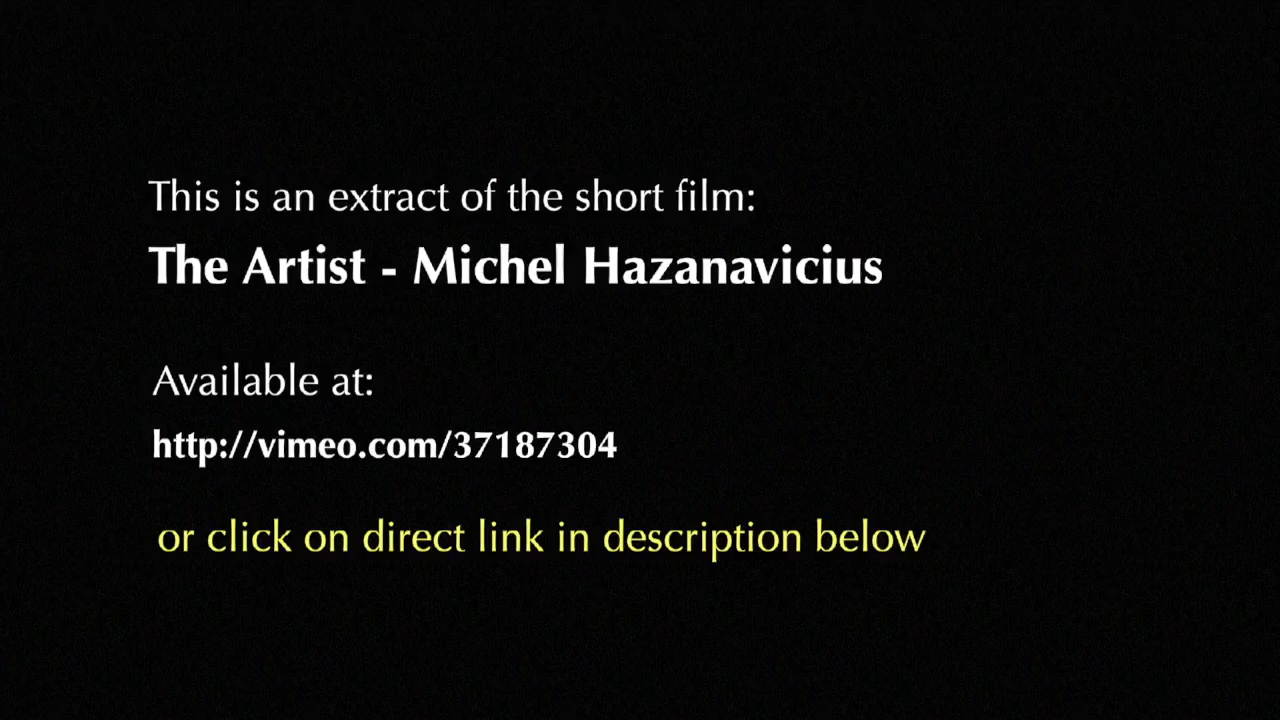 This is an extract of the short film:
The Artist - Michel Hazanavicius
Available at:
http://vimeo.com/37187304
or click on direct link in description below